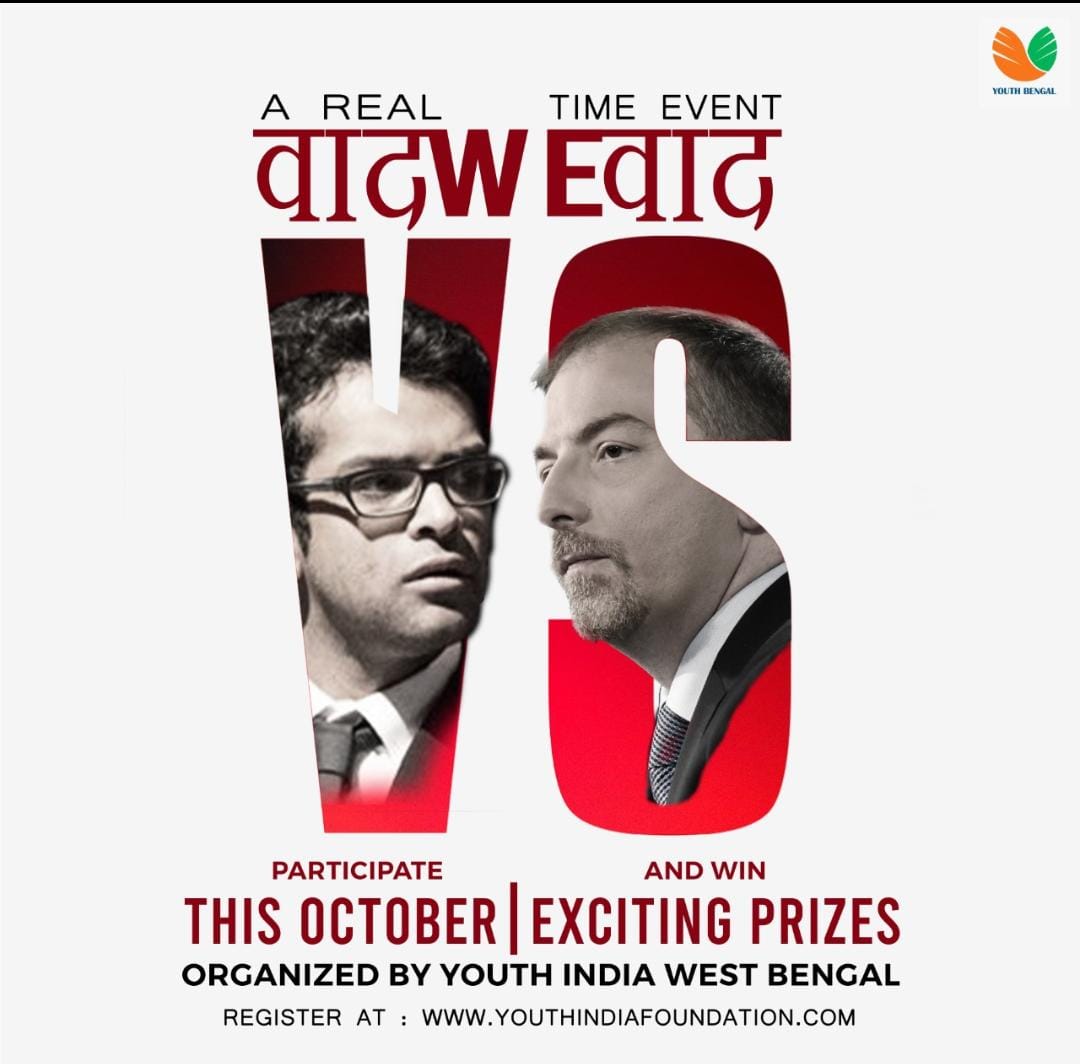 YOUTH BENGAL
A REAL TIME EVENT
वादWEवाद
VS
PARTICIPATE AND WIN
THIS OCTOBER | EXCITING PRIZES
ORGANIZED BY YOUTH INDIA WEST BENGAL
REGISTER AT : WWW.YOUTHINDIAFOUNDATION.COM